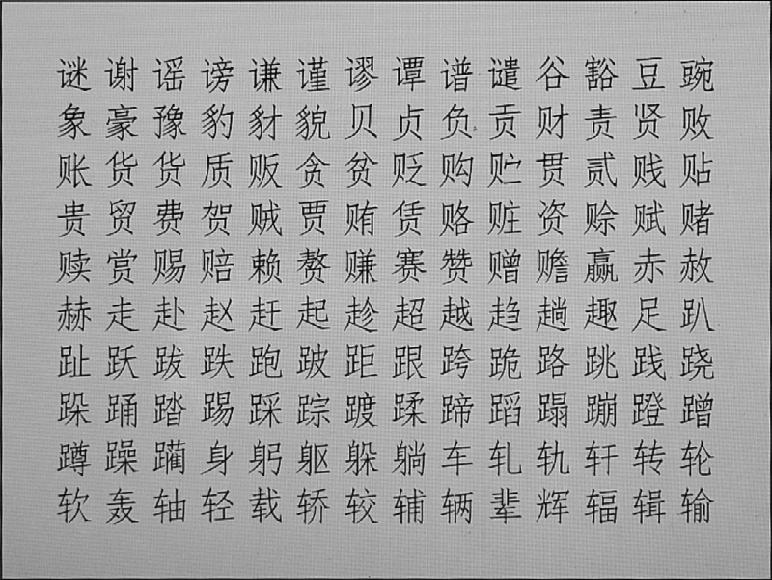 谜谢谣谤谦谨谬谭谱谴谷豁豆豌
象豪豫豹豺貌贝贞负贡财责贤败
账货货质贩贪贫贬购贮贯贰贱贴
贵贸费贺贼贾贿赁赂赃资赊赋赌
赎赏赐赔赖赘赚赛赞赠赡赢赤赦
赫走赴赵赶起趁超越趋趟趣足趴
趾跃跋跌跑跛距跟跨跪路跳践跷
跺踊踏踢踩踪踱蹂蹄蹈蹋蹦蹬蹭
蹲躁躏身躬躯躲躺车轧轨轩转轮
软轰轴轻载轿较辅辆辈辉辐辑输